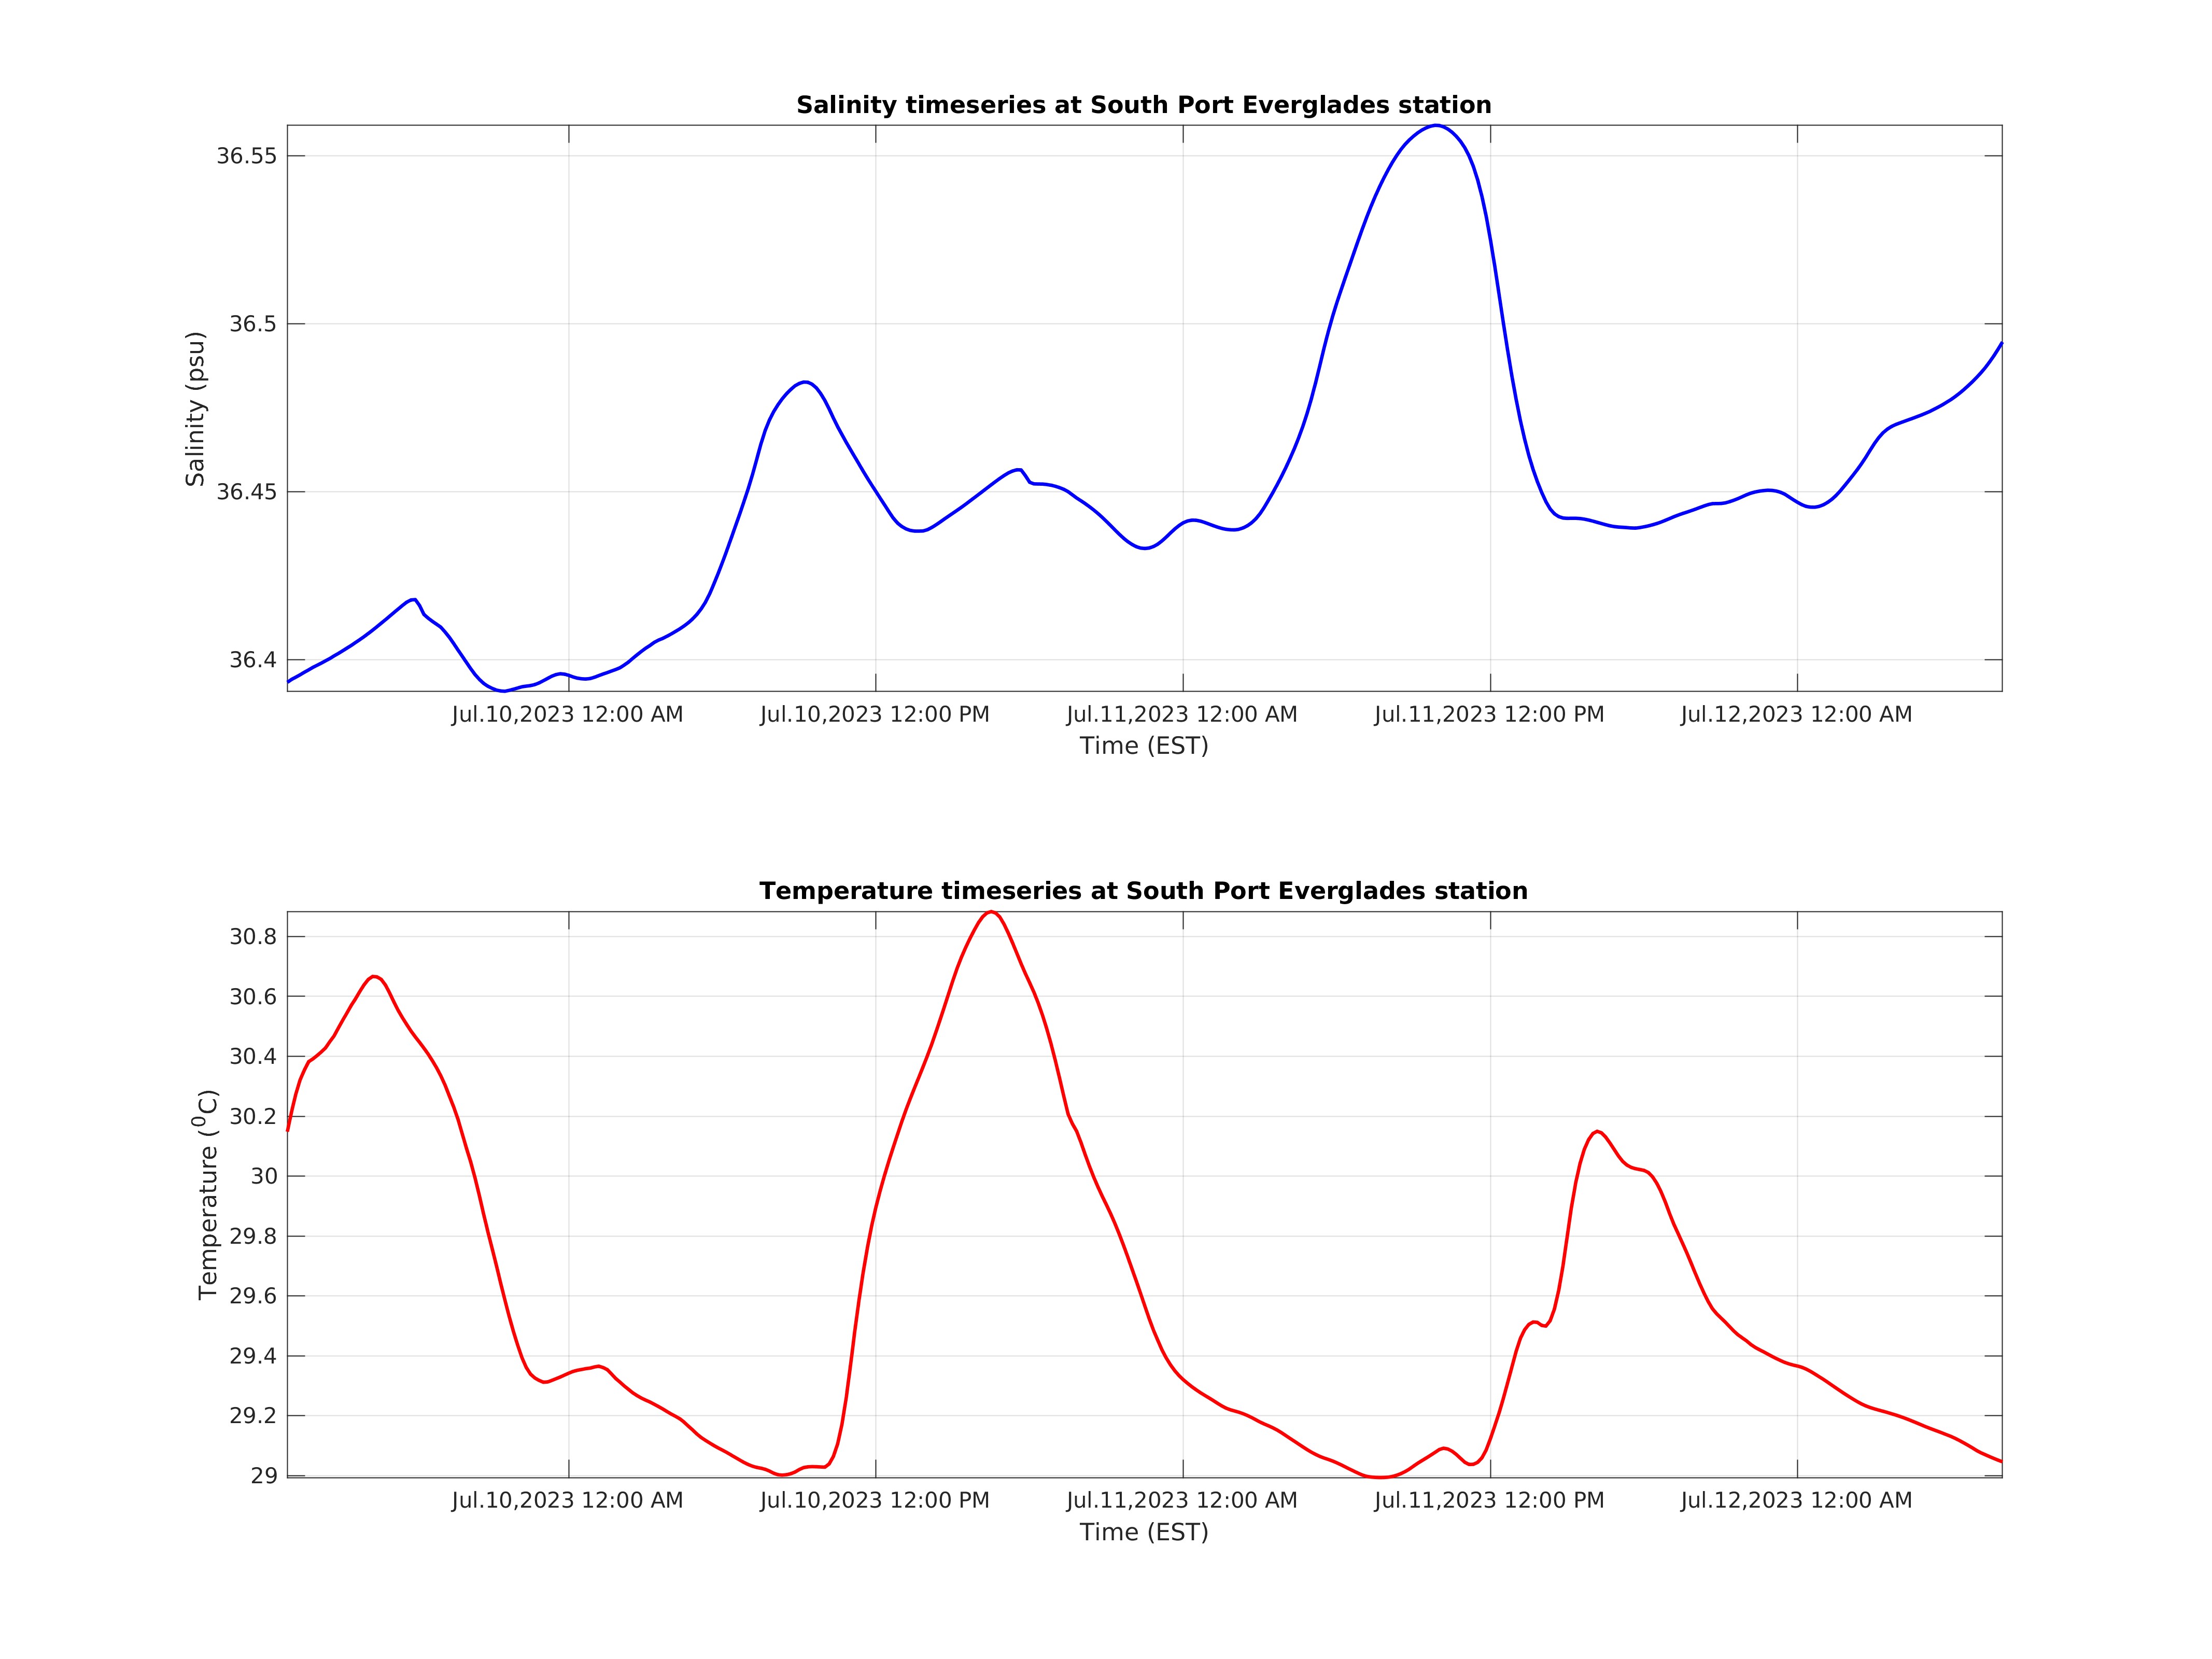 Salinity timeseries at South Port Everglades station
Salinity (psu)
36.55
36.5
36.45
36.4
Jul.10,2023 12:00 AM Jul.10,2023 12:00 PM Jul.11,2023 12:00 AM Jul.11,2023 12:00 PM Jul.12,2023 12:00 AM
Time (EST)
Temperature timeseries at South Port Everglades station
Temperature (⁰C)
30.8
30.6
30.4
30.2
30
29.8
29.6
29.4
29.2
29
Jul.10,2023 12:00 AM Jul.10,2023 12:00 PM Jul.11,2023 12:00 AM Jul.11,2023 12:00 PM Jul.12,2023 12:00 AM
Time (EST)